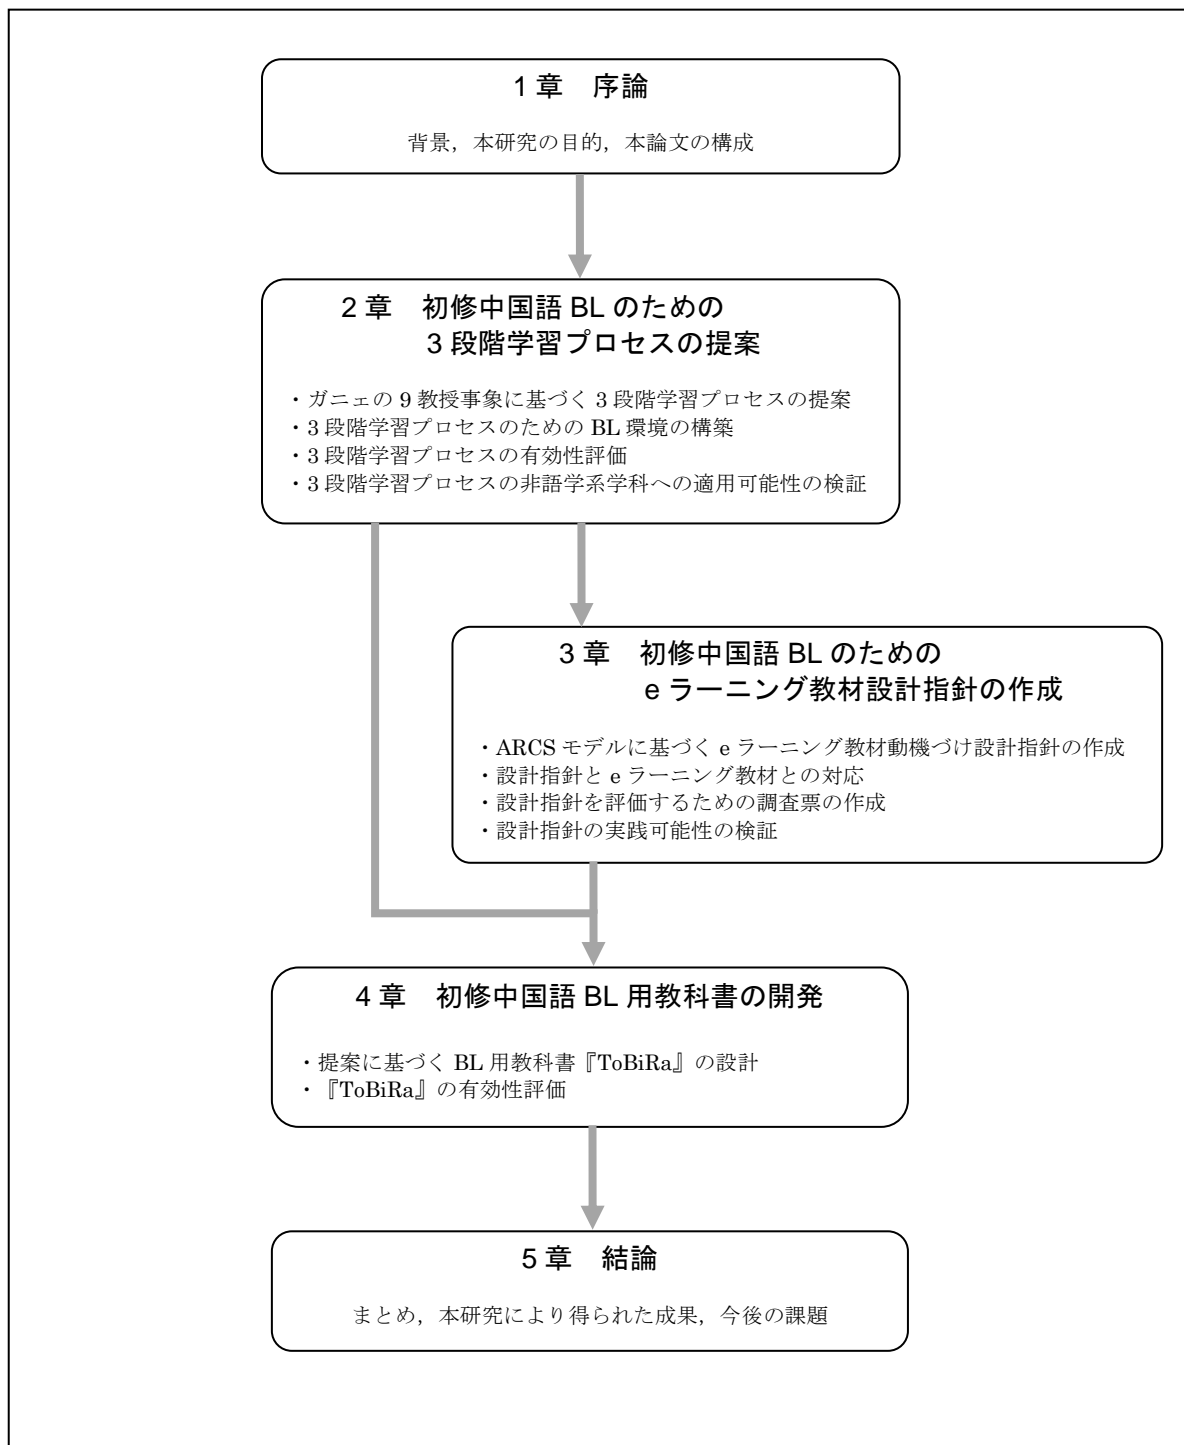 1 章　序論
背景，本研究の目的，本論文の構成
2 章　初修中国語 BL のための
3 段階学習プロセスの提案
・ガニェの 9 教授事象に基づく 3 段階学習プロセスの提案
・3 段階学習プロセスのための BL 環境の構築
・3 段階学習プロセスの有効性評価
・3 段階学習プロセスの非語学系学科への適用可能性の検証
3 章　初修中国語 BL のための
e ラーニング教材設計指針の作成
・ARCS モデルに基づく e ラーニング教材動機づけ設計指針の作成
・設計指針と e ラーニング教材との対応
・設計指針を評価するための調査票の作成
・設計指針の実践可能性の検証
4 章　初修中国語 BL 用教科書の開発
・提案に基づく BL 用教科書『ToBiRa』の設計
・『ToBiRa』の有効性評価
5 章　結論
まとめ，本研究により得られた成果，今後の課題